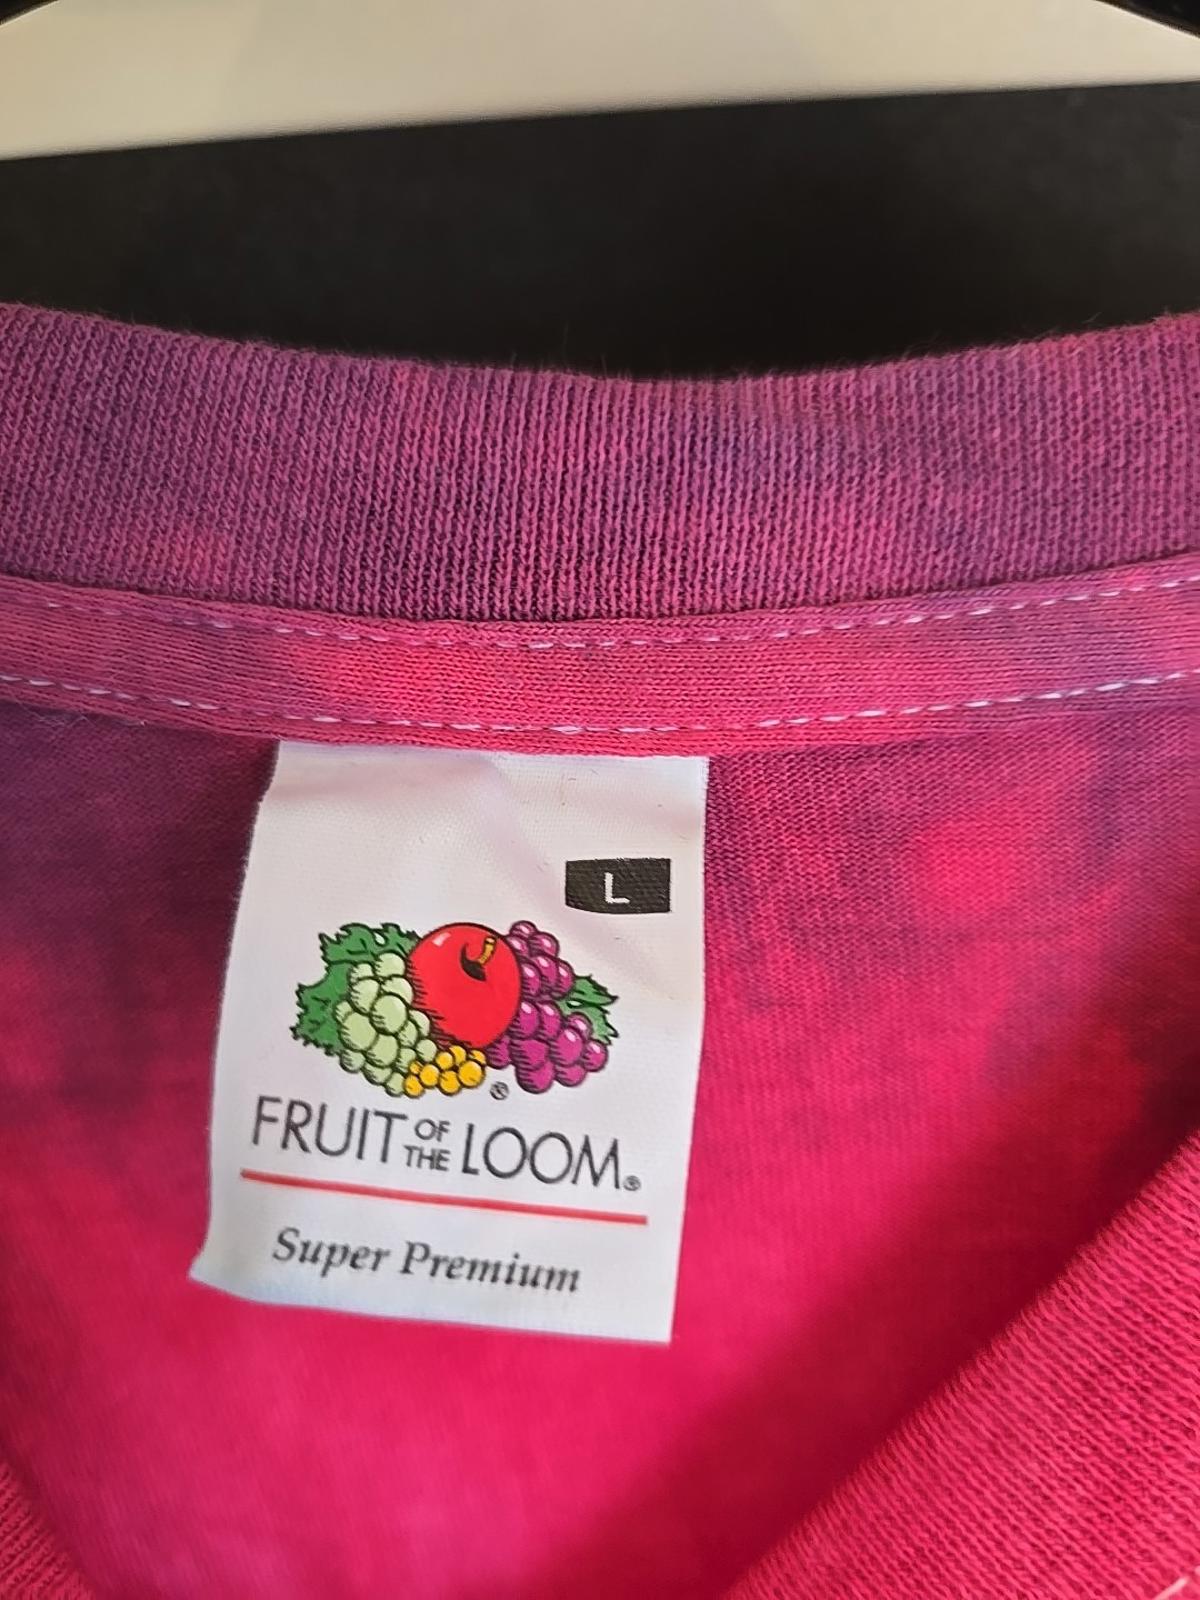 L
®
FRUIT OF THE LOOM®
Super Premium